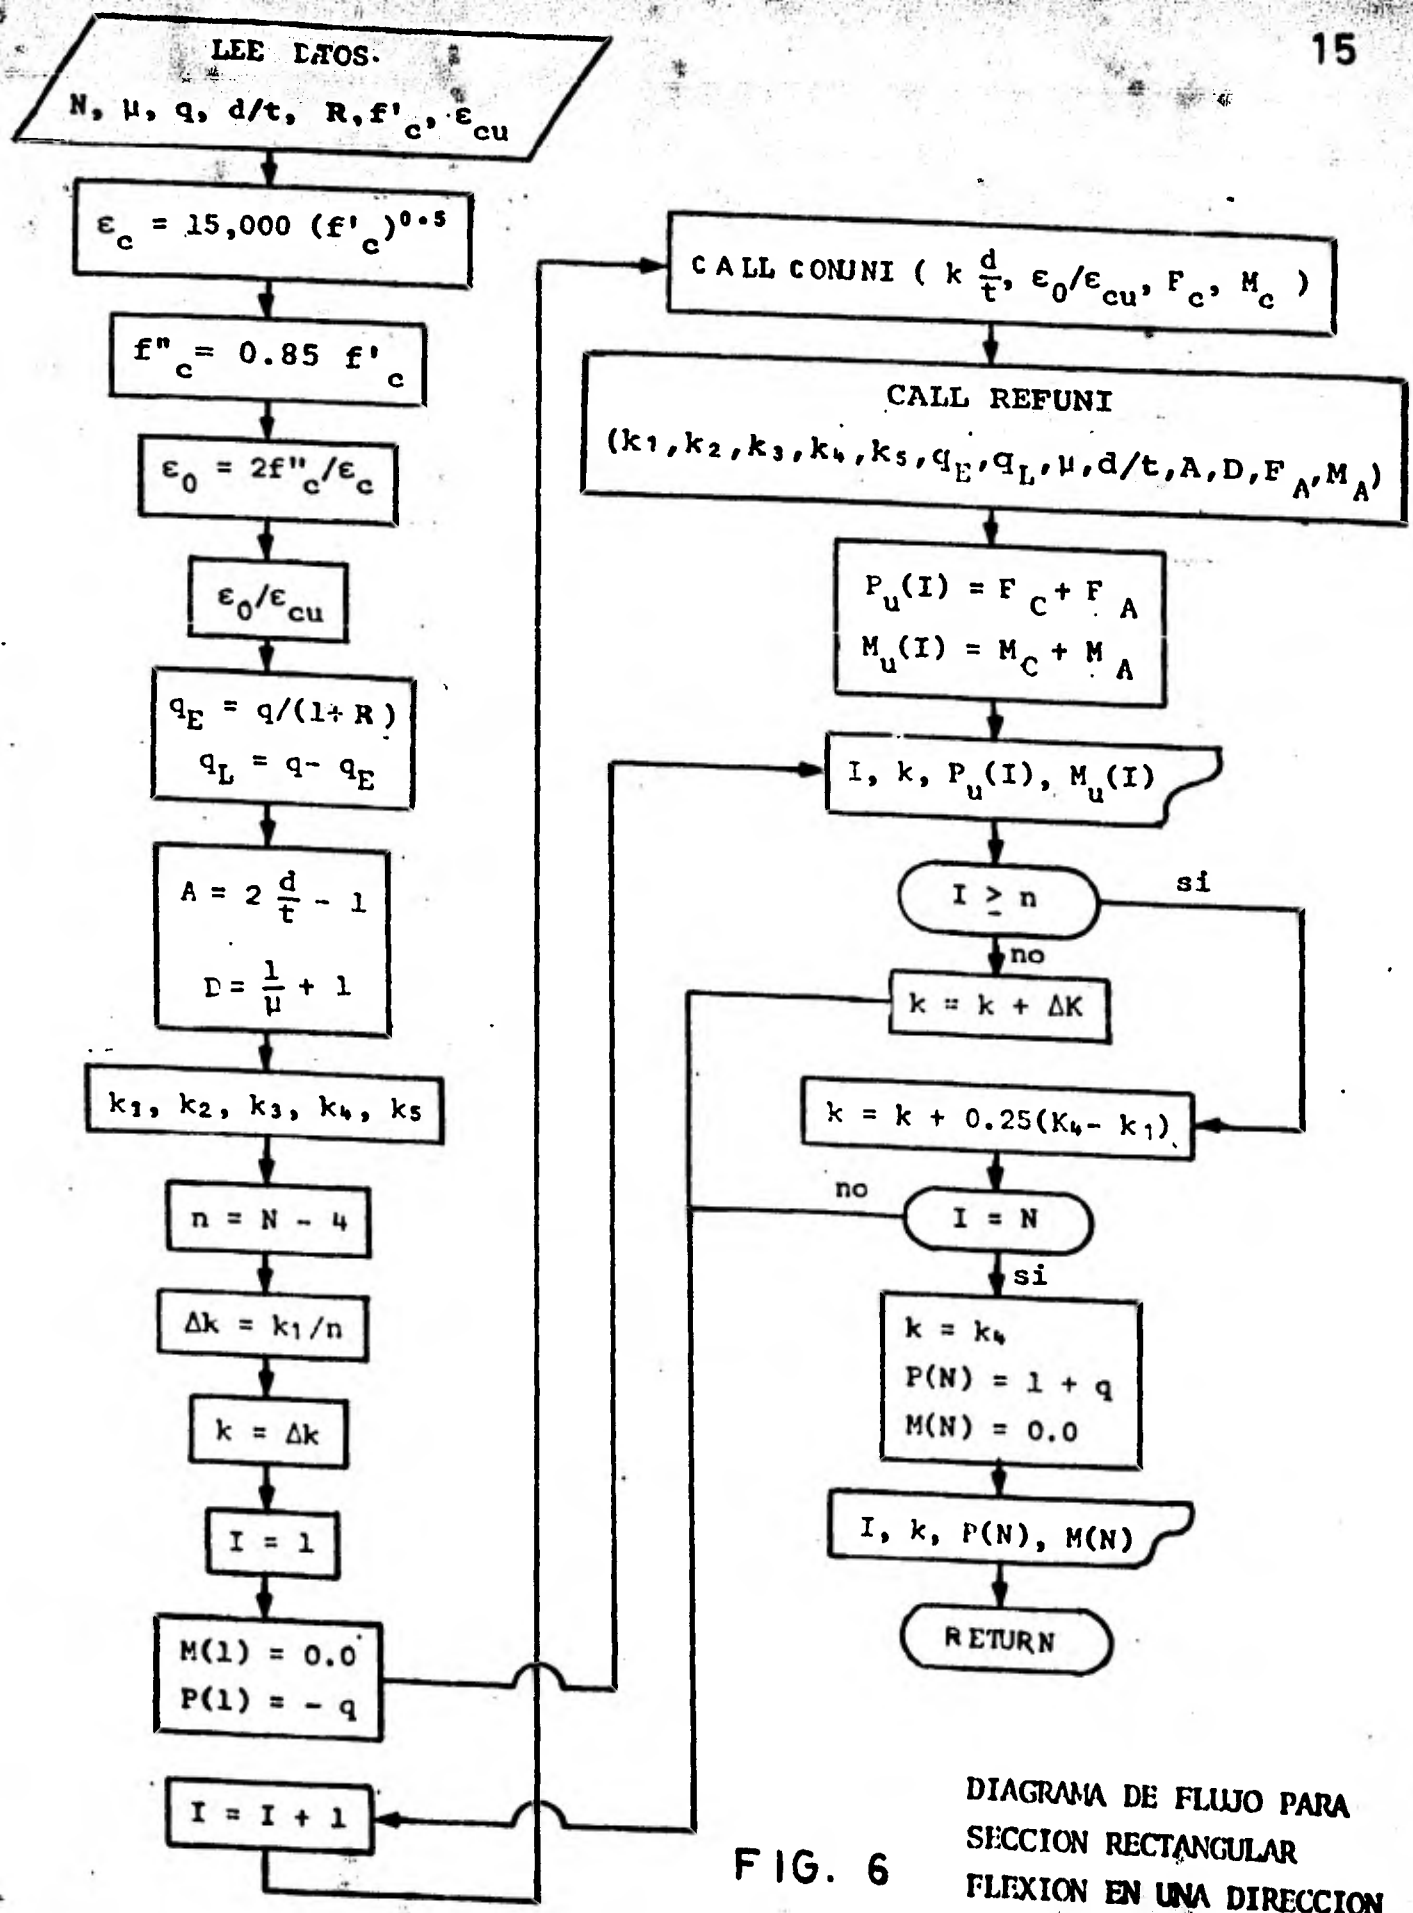 15
LEE DATOS.
N, μ, q, d/t, R, f'c, εcu
εc = 15,000 (f'c)^0.5
f"c = 0.85 f'c
ε0 = 2f"c/εc
ε0/εcu
qE = q/(1+ R)
qL = q- qE
A = 2 d/t - 1
D = 1/μ + 1
k1, k2, k3, k4, k5
n = N - 4
Δk = k1/n
k = Δk
I = 1
M(1) = 0.0
P(1) = - q
I = I + 1
CALL CONUNI ( k d/t, ε0/εcu, Fc, Mc )
CALL REFUNI
(k1,k2,k3,k4,k5,qE,qL,μ,d/t,A,D,FA,MA)
Pu(I) = FC + FA
Mu(I) = MC + MA
I, k, Pu(I), Mu(I)
I ≥ n
si
no
k = k + ΔK
k = k + 0.25(K4- k1)
no
I = N
si
k = k4
P(N) = 1 + q
M(N) = 0.0
I, k, P(N), M(N)
RETURN
FIG. 6
DIAGRAMA DE FLUJO PARA
SECCION RECTANGULAR
FLEXION EN UNA DIRECCION